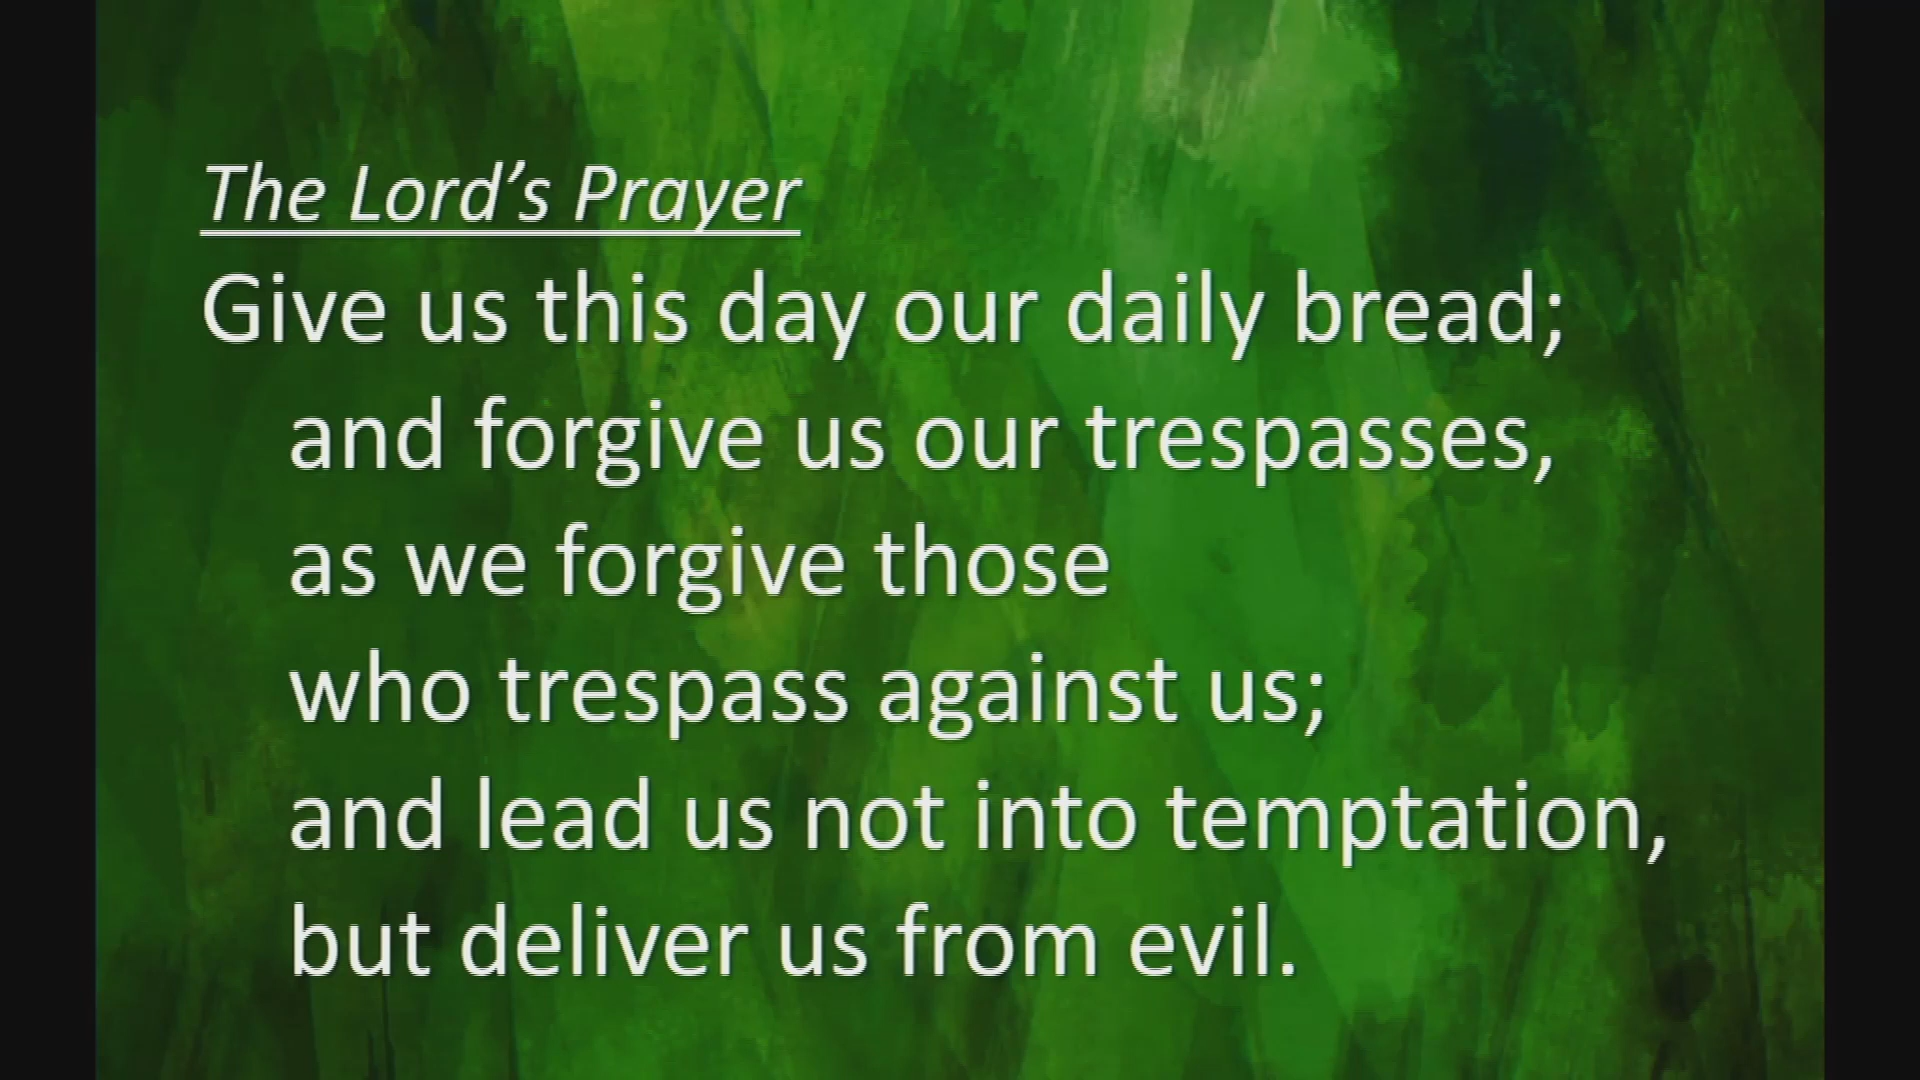 The Lord’s Prayer
Give us this day our daily bread;
and forgive us our trespasses,
as we forgive those
who trespass against us;
and lead us not into temptation,
but deliver us from evil.